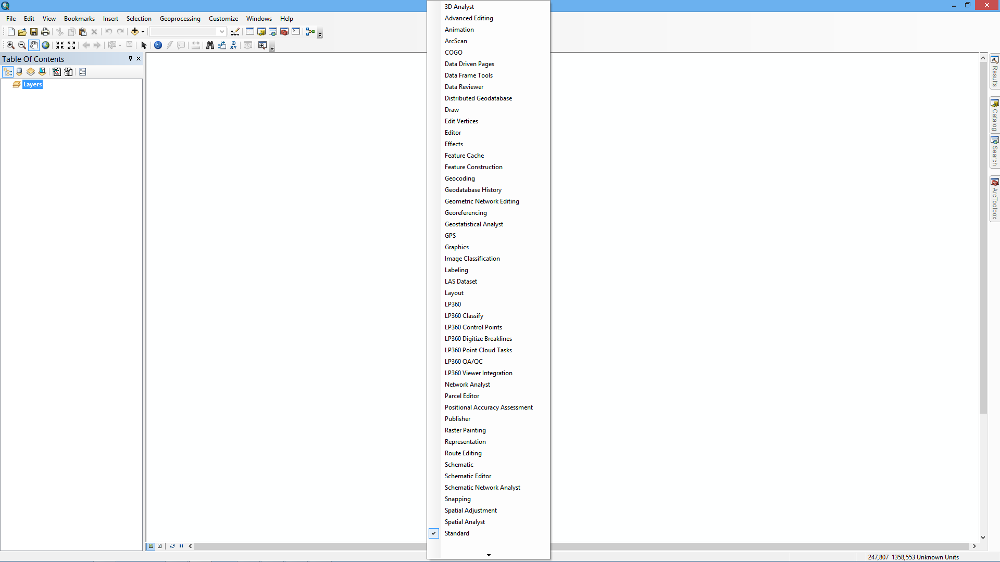 File Edit View Bookmarks Insert Selection Geoprocessing Customize Windows Help
Table Of Contents
Layers
3D Analyst
Advanced Editing
Animation
ArcScan
COGO
Data Driven Pages
Data Frame Tools
Data Reviewer
Distributed Geodatabase
Draw
Edit Vertices
Editor
Effects
Feature Cache
Feature Construction
Geocoding
Geodatabase History
Geometric Network Editing
Georeferencing
Geostatistical Analyst
GPS
Graphics
Image Classification
Labeling
LAS Dataset
Layout
LP360
LP360 Classify
LP360 Control Points
LP360 Digitize Breaklines
LP360 Point Cloud Tasks
LP360 QA/QC
LP360 Viewer Integration
Network Analyst
Parcel Editor
Positional Accuracy Assessment
Publisher
Raster Painting
Representation
Route Editing
Schematic
Schematic Editor
Schematic Network Analyst
Snapping
Spatial Adjustment
Spatial Analyst
Standard
Results
Catalog
Search
ArcToolbox
247,807 1358,553 Unknown Units